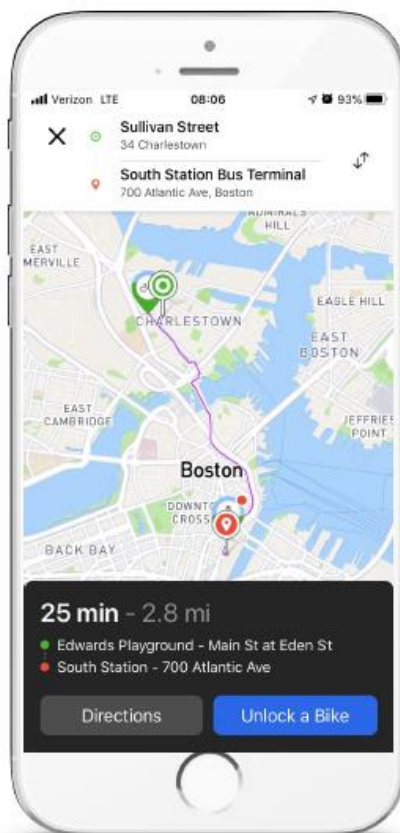 Verizon LTE 08:06 93%
Sullivan Street
34 Charlestown
South Station Bus Terminal
700 Atlantic Ave, Boston
ADMIRALS
HILL
EAST
MERVILLE
EAGLE HILL
CHARLESTOWN
EAST
BOSTON
EAST
CAMBRIDGE
JEFFRIES
POINT
Boston
DOWNTO
CROSS
BACK BAY
25 min - 2.8 mi
Edwards Playground - Main St at Eden St
South Station - 700 Atlantic Ave
Directions Unlock a Bike